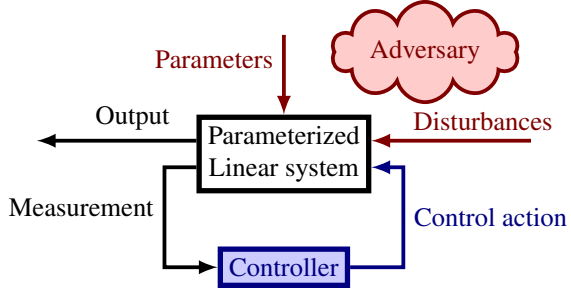 Adversary
Parameters
Output
Disturbances
Parameterized
Linear system
Measurement
Control action
Controller